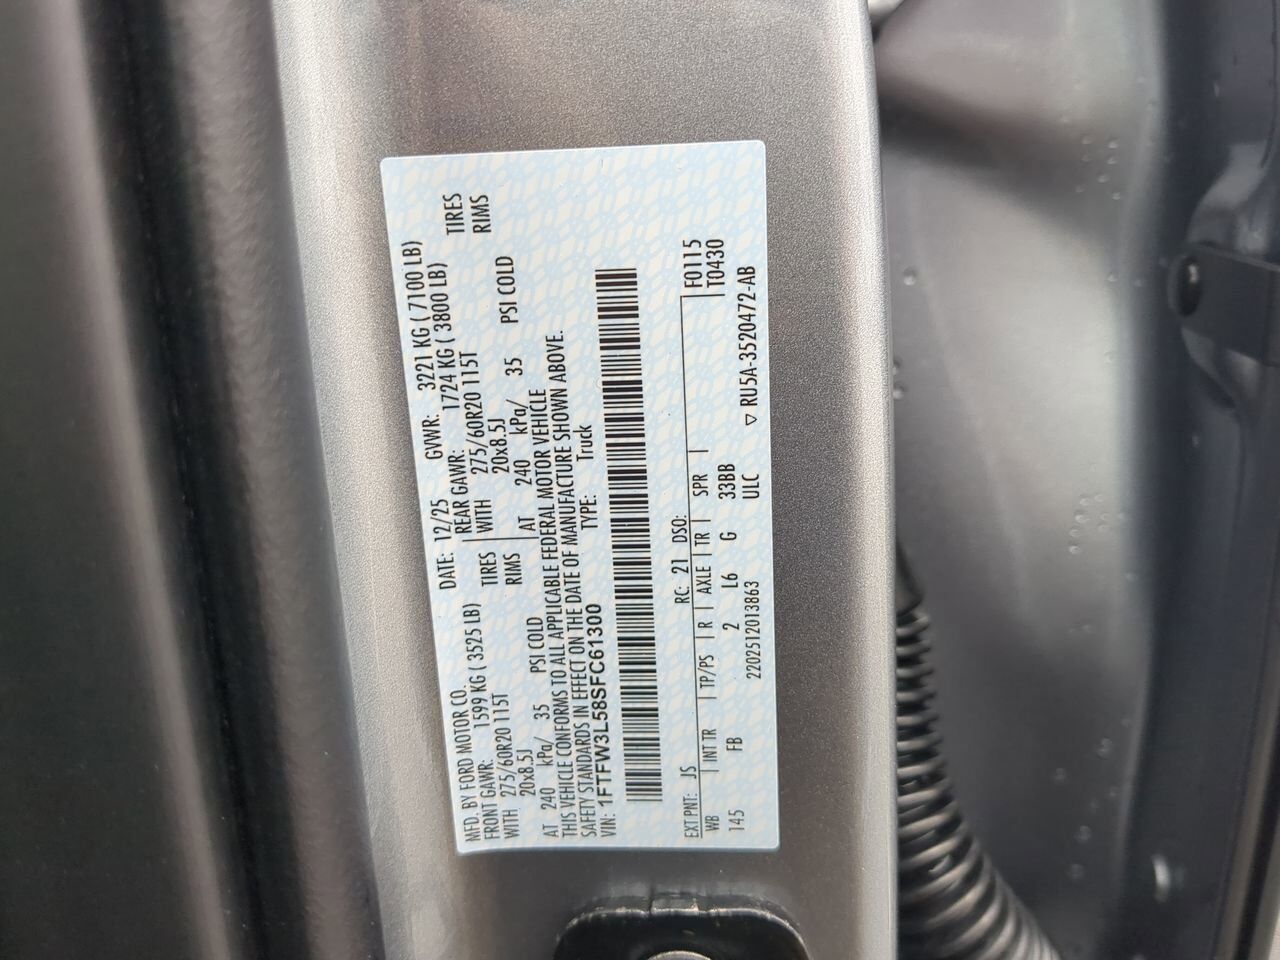 MFD. BY FORD MOTOR CO. DATE: 12/25 GVWR: 3221 KG ( 7100 LB)
FRONT GAWR: 1599 KG ( 3525 LB) REAR GAWR: 1724 KG ( 3800 LB)
WITH 275/60R20 115T TIRES WITH 275/60R20 115T TIRES
20x8.5J RIMS 20x8.5J RIMS
AT 240 kPa/ 35 PSI COLD AT 240 kPa/ 35 PSI COLD
THIS VEHICLE CONFORMS TO ALL APPLICABLE FEDERAL MOTOR VEHICLE
SAFETY STANDARDS IN EFFECT ON THE DATE OF MANUFACTURE SHOWN ABOVE.
VIN: 1FTFW3L58SFC61300 TYPE: Truck
EXT PNT: JS RC: 21 DSO: F0115
WB INT TR TP/PS R AXLE TR SPR T0430
145 FB 2 L6 G 33BB
2202512013863 ULC ▽ RU5A-3520472-AB